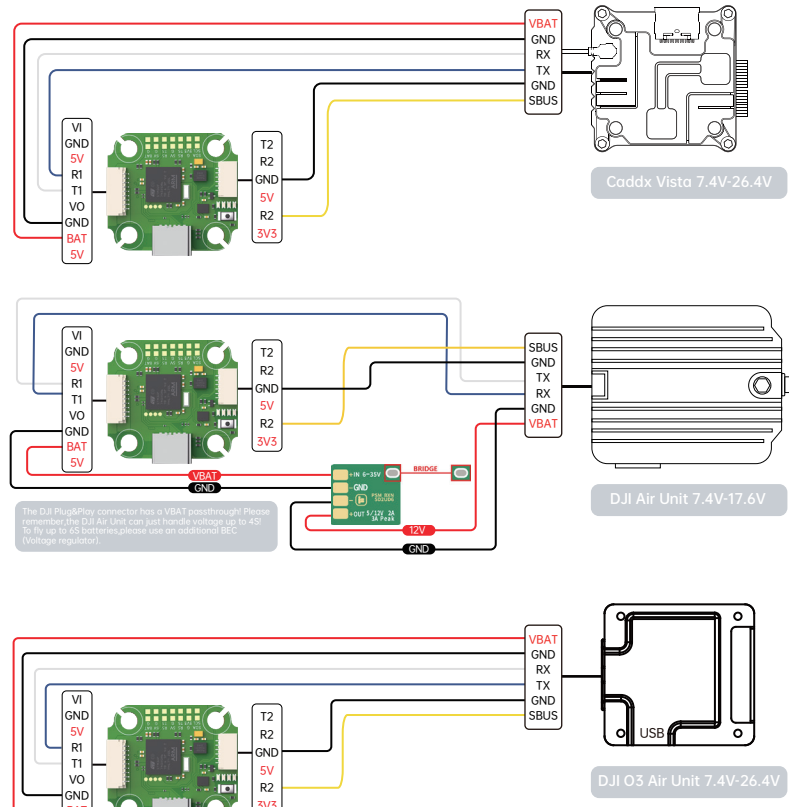 VBAT
GND
RX
TX
GND
SBUS
VI
GND
5V
R1
T1
VO
GND
BAT
5V
T2
R2
GND
5V
R2
3V3
Caddx Vista 7.4V-26.4V
VI
GND
5V
R1
T1
VO
GND
BAT
5V
T2
R2
GND
5V
R2
3V3
SBUS
GND
TX
RX
GND
VBAT
VBAT
GND
+IN 6-35V
BRIDGE
GND
+OUT 5/12V 2A
3A Peak
12V
GND
DJI Air Unit 7.4V-17.6V
The DJI Plug&Play connector has a VBAT passthrough! Please
remember,the DJI Air Unit can just handle voltage up to 4S!
To fly up to 6S batteries,please use an additional BEC
(Voltage regulator).
VBAT
GND
RX
TX
GND
SBUS
VI
GND
5V
R1
T1
VO
GND
T2
R2
GND
5V
R2
3V3
USB
DJI O3 Air Unit 7.4V-26.4V